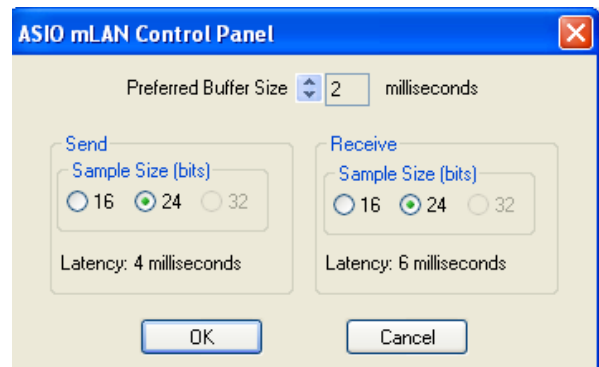 ASIO mLAN Control Panel
Preferred Buffer Size 2 milliseconds
Send
Sample Size (bits)
16 24 32
Latency: 4 milliseconds
Receive
Sample Size (bits)
16 24 32
Latency: 6 milliseconds
OK Cancel